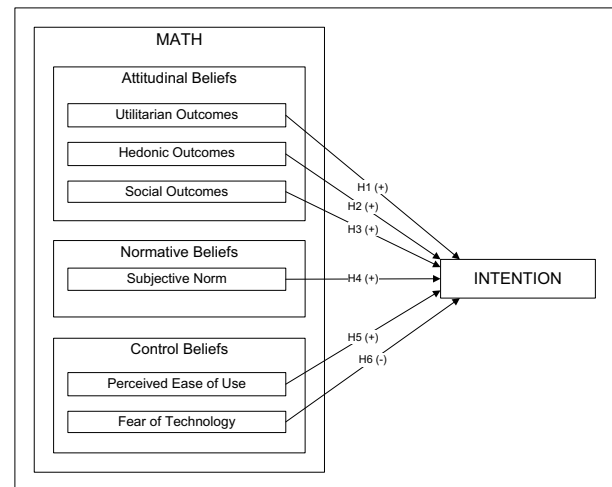 MATH
Attitudinal Beliefs
Utilitarian Outcomes
Hedonic Outcomes
Social Outcomes
Normative Beliefs
Subjective Norm
Control Beliefs
Perceived Ease of Use
Fear of Technology
H1 (+)
H2 (+)
H3 (+)
H4 (+)
H5 (+)
H6 (-)
INTENTION